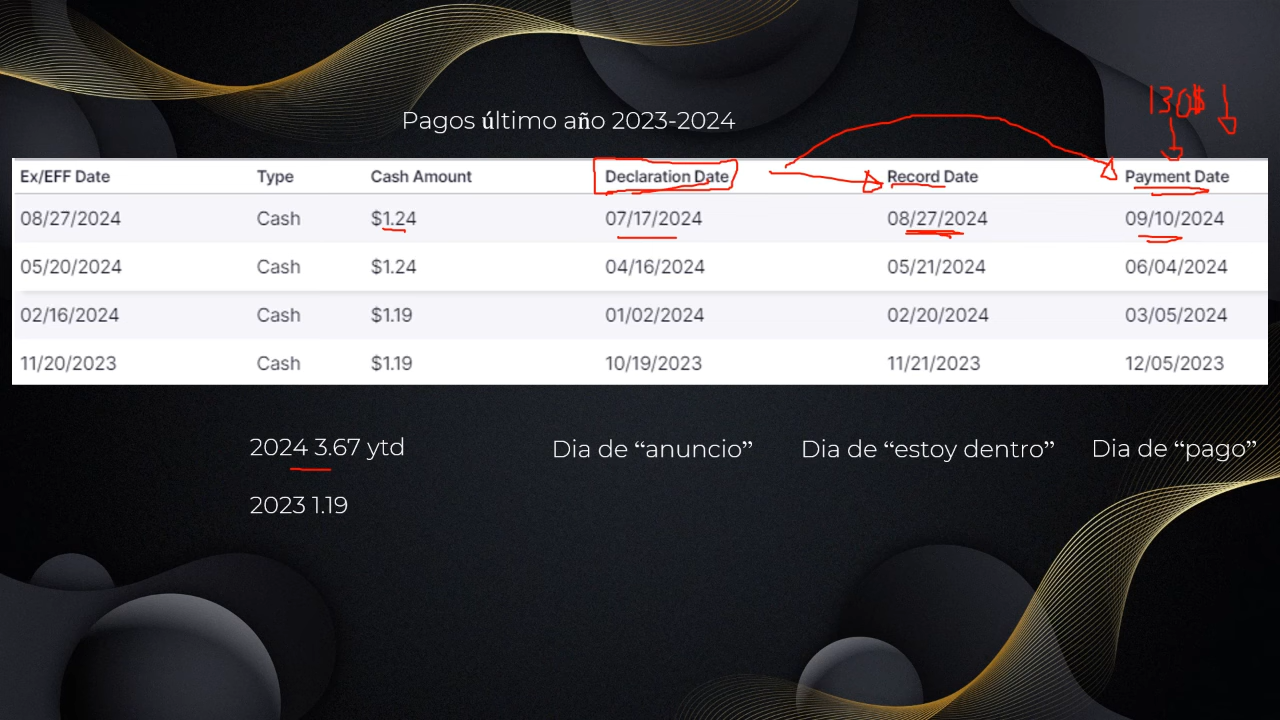 130$
Pagos último año 2023-2024
Ex/EFF Date Type Cash Amount Declaration Date Record Date Payment Date
08/27/2024 Cash $1.24 07/17/2024 08/27/2024 09/10/2024
05/20/2024 Cash $1.24 04/16/2024 05/21/2024 06/04/2024
02/16/2024 Cash $1.19 01/02/2024 02/20/2024 03/05/2024
11/20/2023 Cash $1.19 10/19/2023 11/21/2023 12/05/2023
2024 3.67 ytd Dia de “anuncio” Dia de “estoy dentro” Dia de “pago”
2023 1.19